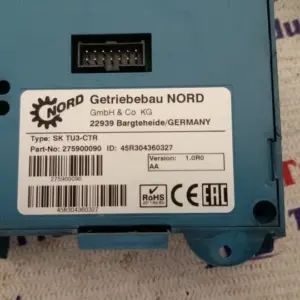 NORD
Getriebebau NORD
GmbH & Co KG
22939 Bargteheide/GERMANY
Type: SK TU3-CTR
Part-No: 275900090 ID: 45R304360327
Version: 1.0R0
AA
275900090
45R304360327
RoHS
CE
EAC